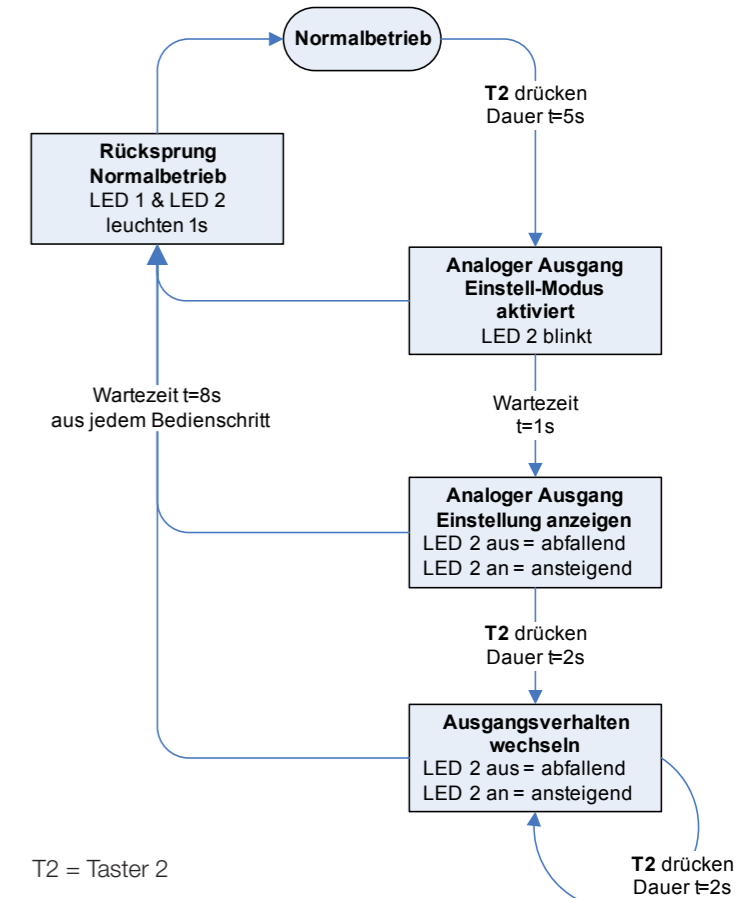 Normalbetrieb
T2 drücken
Dauer t=5s
Rücksprung
Normalbetrieb
LED 1 & LED 2
leuchten 1s
Analoger Ausgang
Einstell-Modus
aktiviert
LED 2 blinkt
Wartezeit t=8s
aus jedem Bedienschritt
Wartezeit
t=1s
Analoger Ausgang
Einstellung anzeigen
LED 2 aus = abfallend
LED 2 an = ansteigend
T2 drücken
Dauer t=2s
Ausgangsverhalten
wechseln
LED 2 aus = abfallend
LED 2 an = ansteigend
T2 = Taster 2
T2 drücken
Dauer t=2s